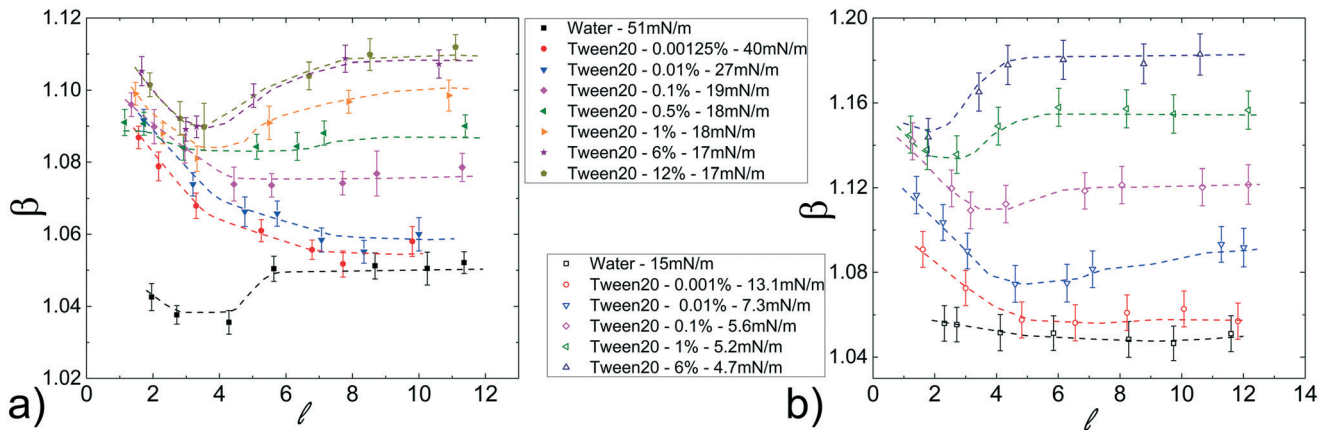 1.12
1.10
1.08
1.06
1.04
1.02
β
0
2
4
6
8
10
12
ℓ
a)
Water - 51mN/m
Tween20 - 0.00125% - 40mN/m
Tween20 - 0.01% - 27mN/m
Tween20 - 0.1% - 19mN/m
Tween20 - 0.5% - 18mN/m
Tween20 - 1% - 18mN/m
Tween20 - 6% - 17mN/m
Tween20 - 12% - 17mN/m
Water - 15mN/m
Tween20 - 0.001% - 13.1mN/m
Tween20 - 0.01% - 7.3mN/m
Tween20 - 0.1% - 5.6mN/m
Tween20 - 1% - 5.2mN/m
Tween20 - 6% - 4.7mN/m
1.20
1.16
1.12
1.08
1.04
β
0
2
4
6
8
10
12
14
ℓ
b)